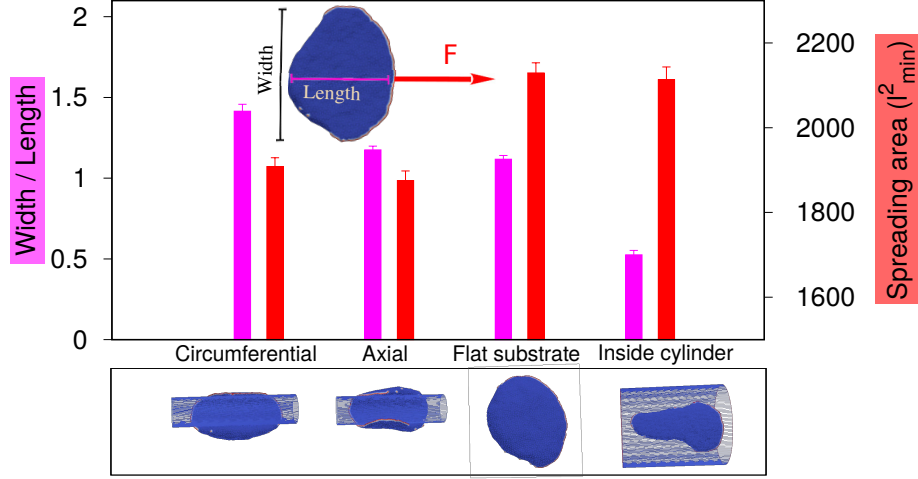 Width / Length
2
1.5
1
0.5
0
Width
Length
F
2200
2000
1800
1600
Spreading area (l²min)
Circumferential
Axial
Flat substrate
Inside cylinder